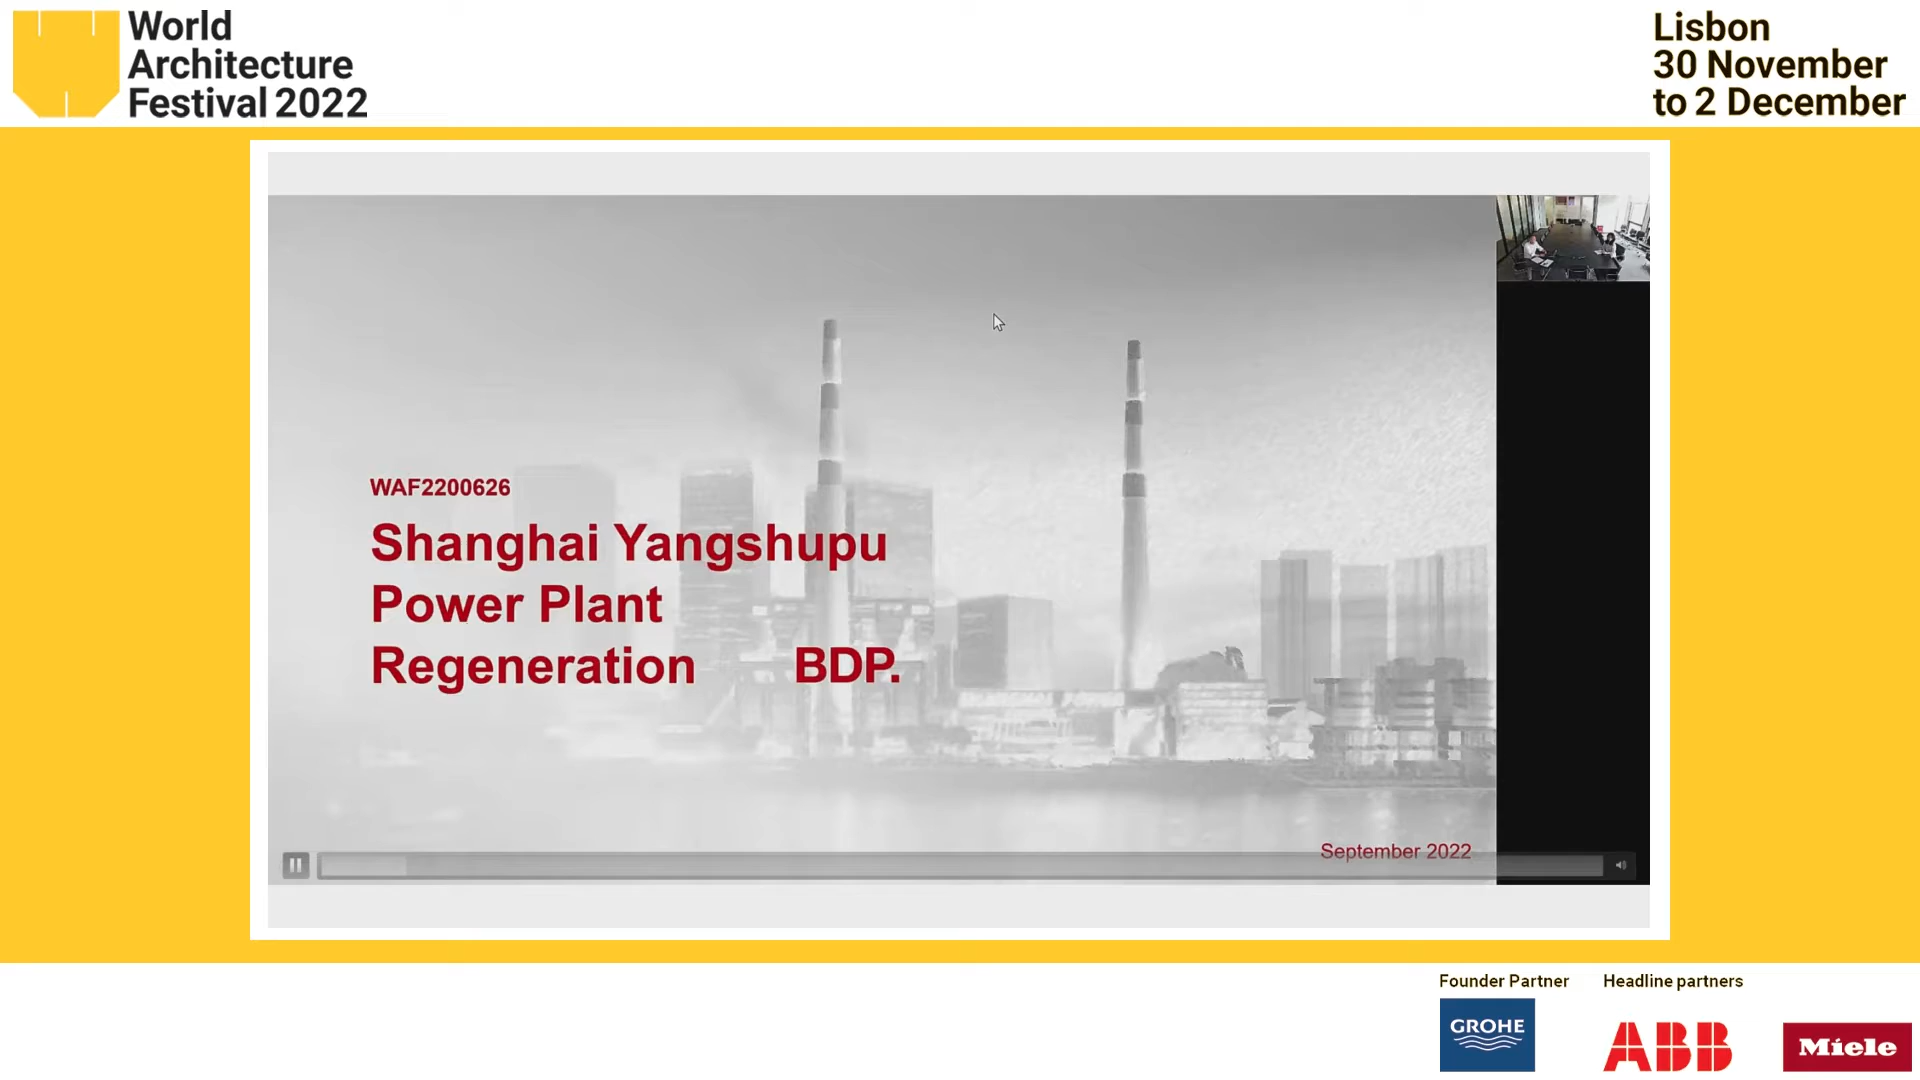 World
Architecture
Festival 2022
Lisbon
30 November
to 2 December
WAF2200626
Shanghai Yangshupu
Power Plant
Regeneration BDP.
September 2022
Founder Partner
Headline partners
GROHE
ABB
Miele